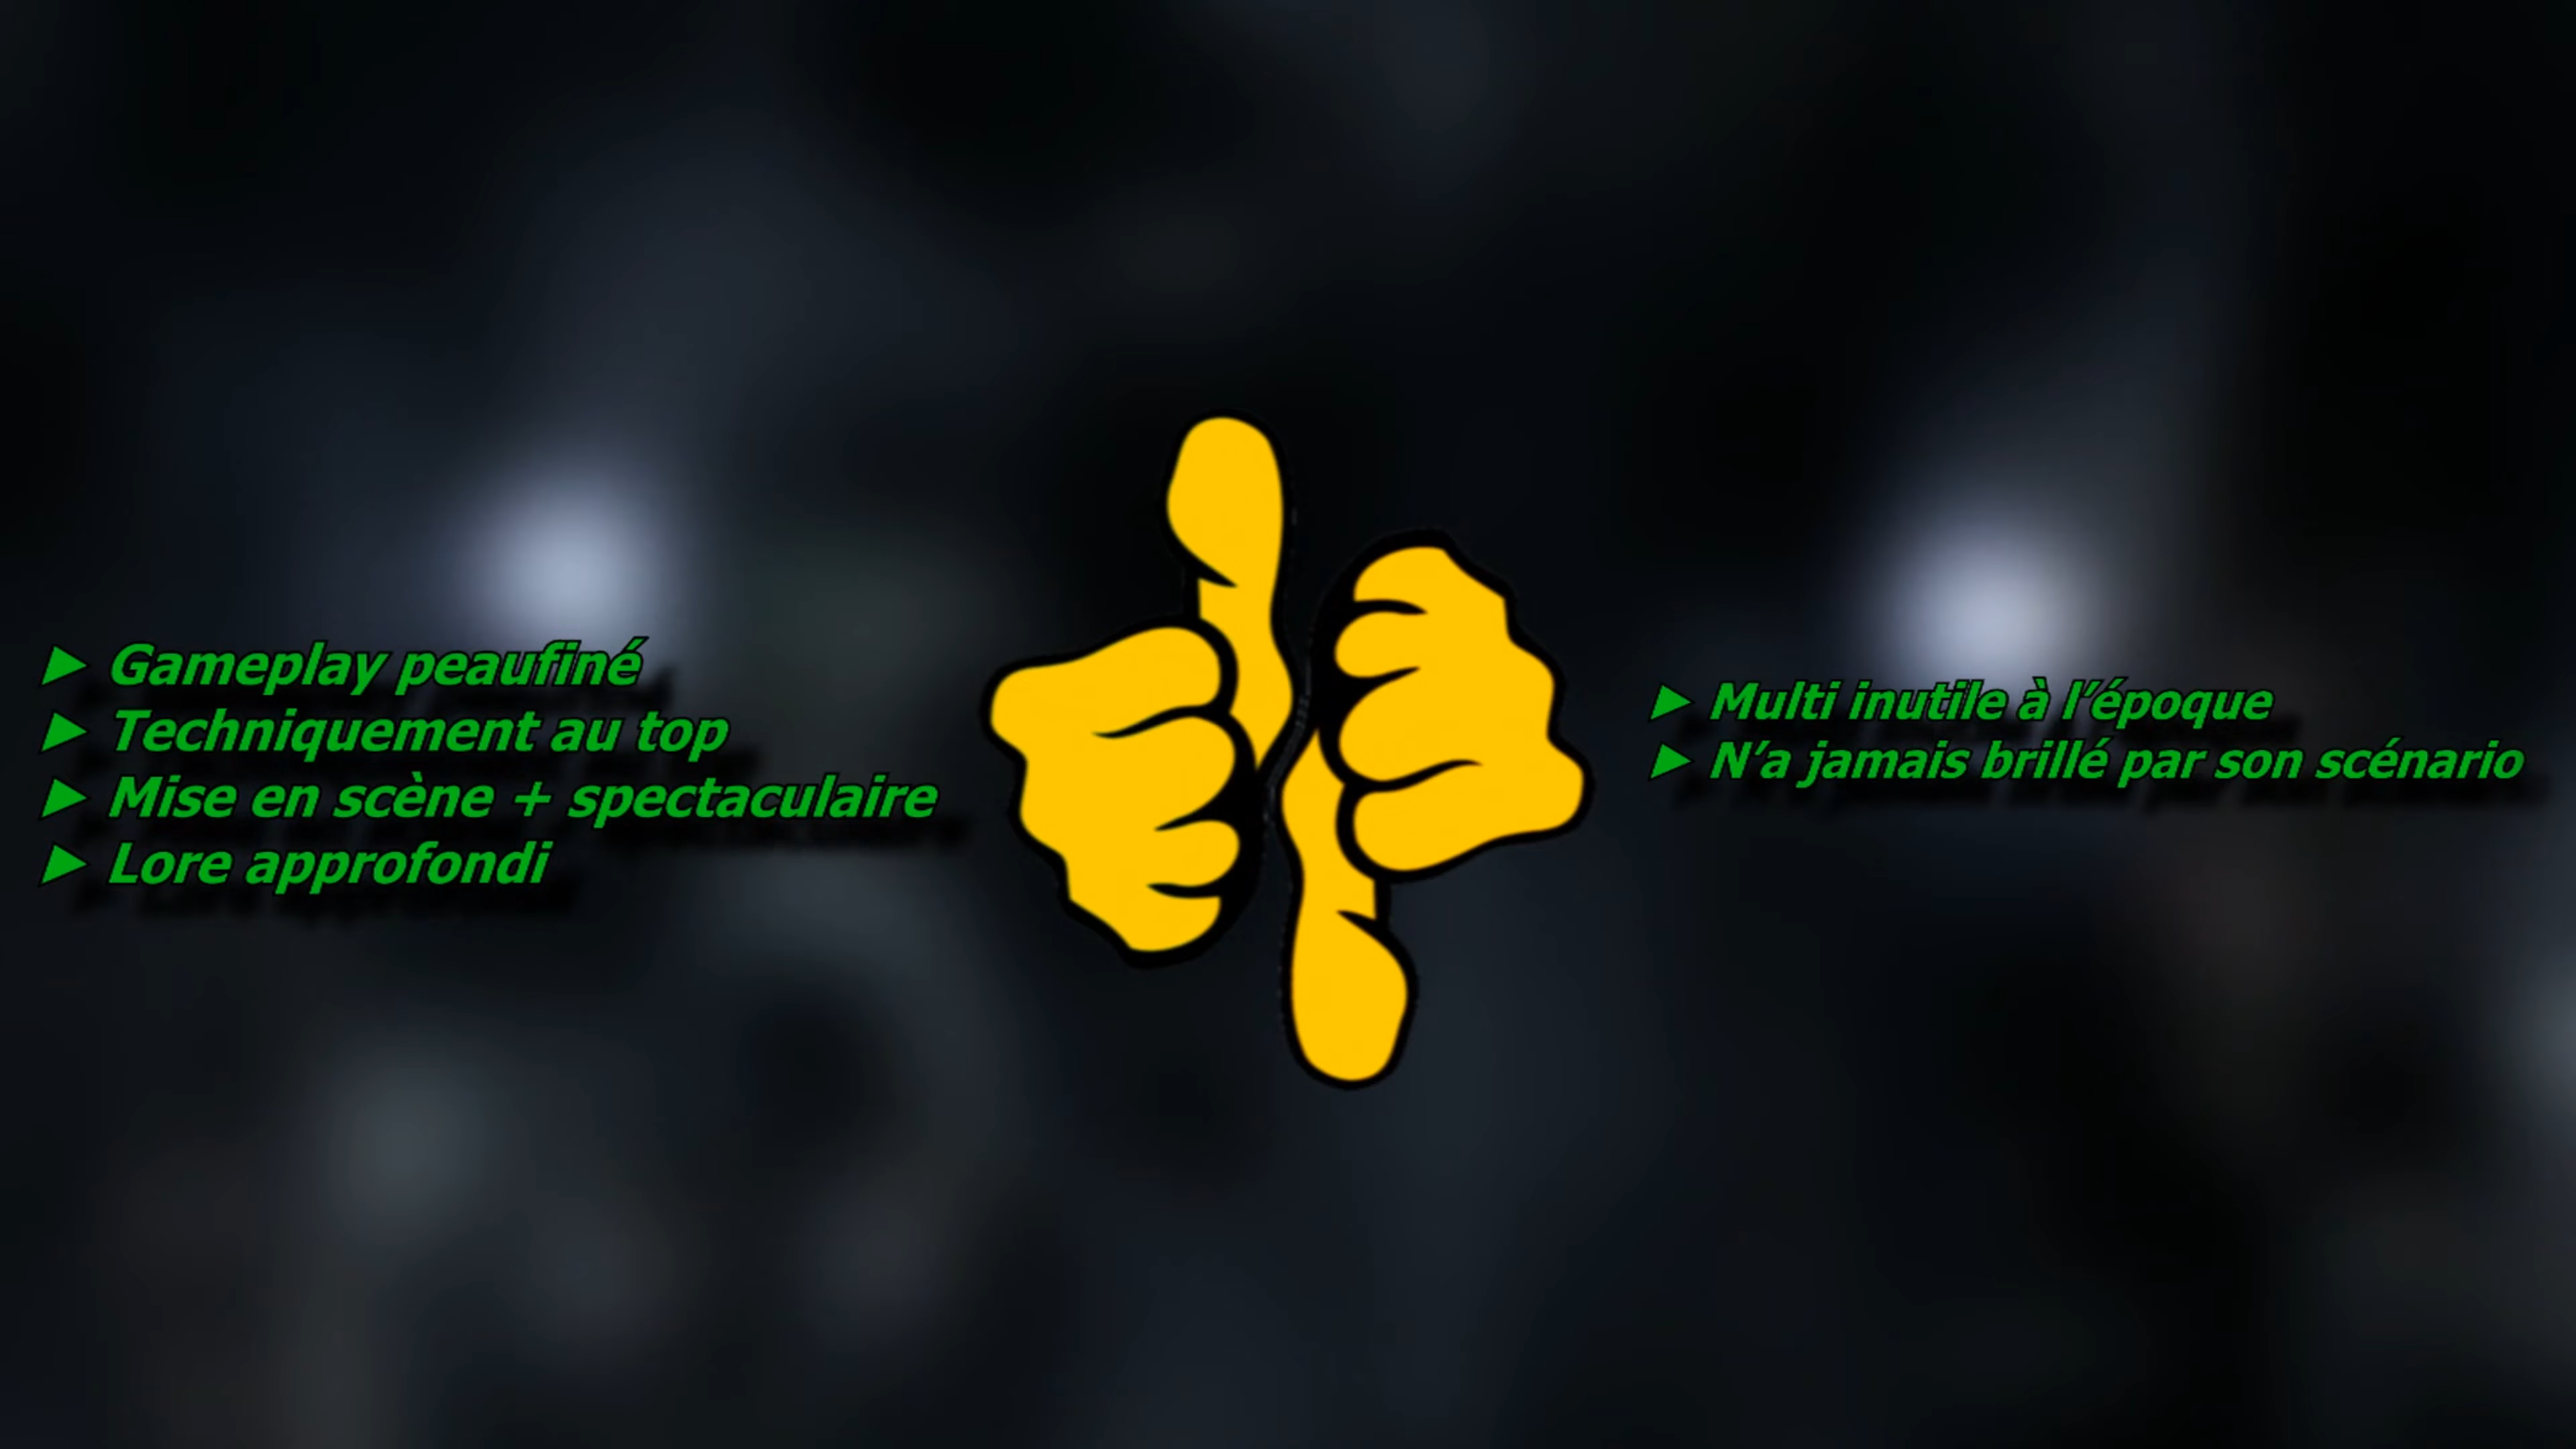 ► Gameplay peaufiné
► Techniquement au top
► Mise en scène + spectaculaire
► Lore approfondi
► Multi inutile à l'époque
► N'a jamais brillé par son scénario